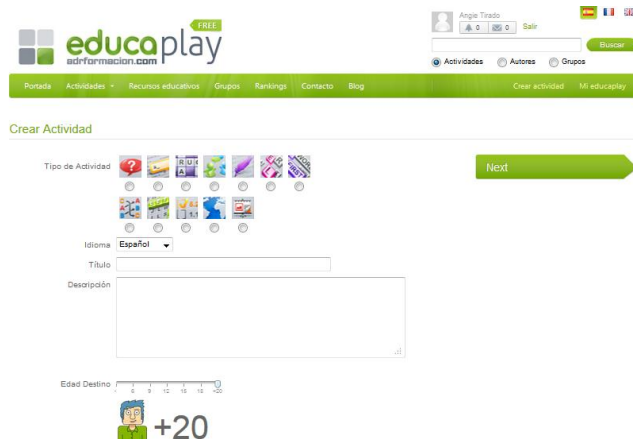 Angie Tirado
0 0 Salir
FREE
educaplay
adrformacion.com
Buscar
Actividades Autores Grupos
Portada Actividades Recursos educativos Grupos Rankings Contacto Blog Crear actividad Mi educaplay
Crear Actividad
Tipo de Actividad
Next
Idioma Español
Título
Descripción
Edad Destino
+20